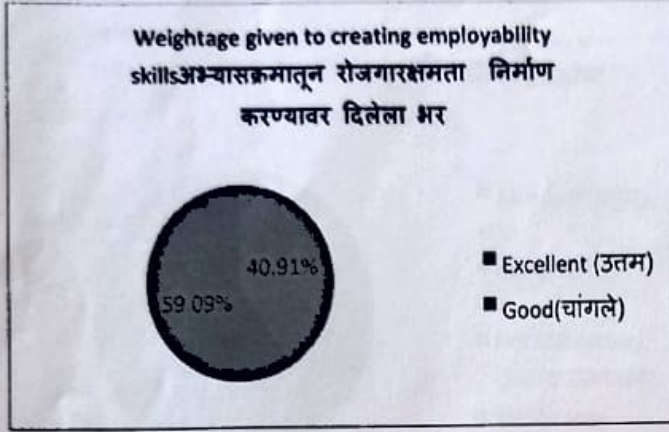 Weightage given to creating employability
skillsअभ्यासक्रमातून रोजगारक्षमता निर्माण
करण्यावर दिलेला भर
40.91%
59.09%
Excellent (उत्तम)
Good(चांगले)